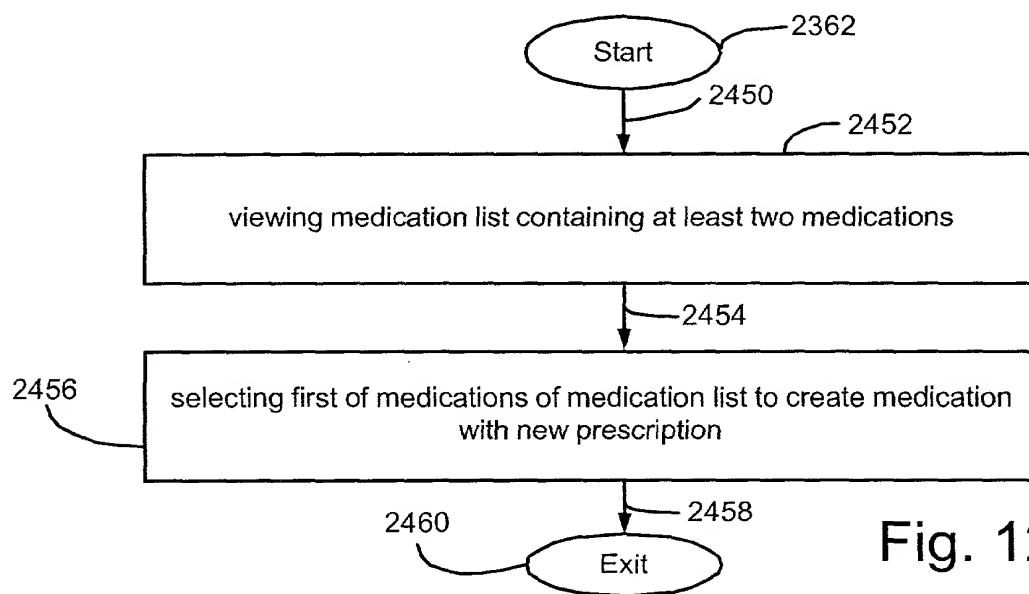 Start
2362
2450
2452
viewing medication list containing at least two medications
2454
2456
selecting first of medications of medication list to create medication
with new prescription
2458
2460
Exit
Fig.